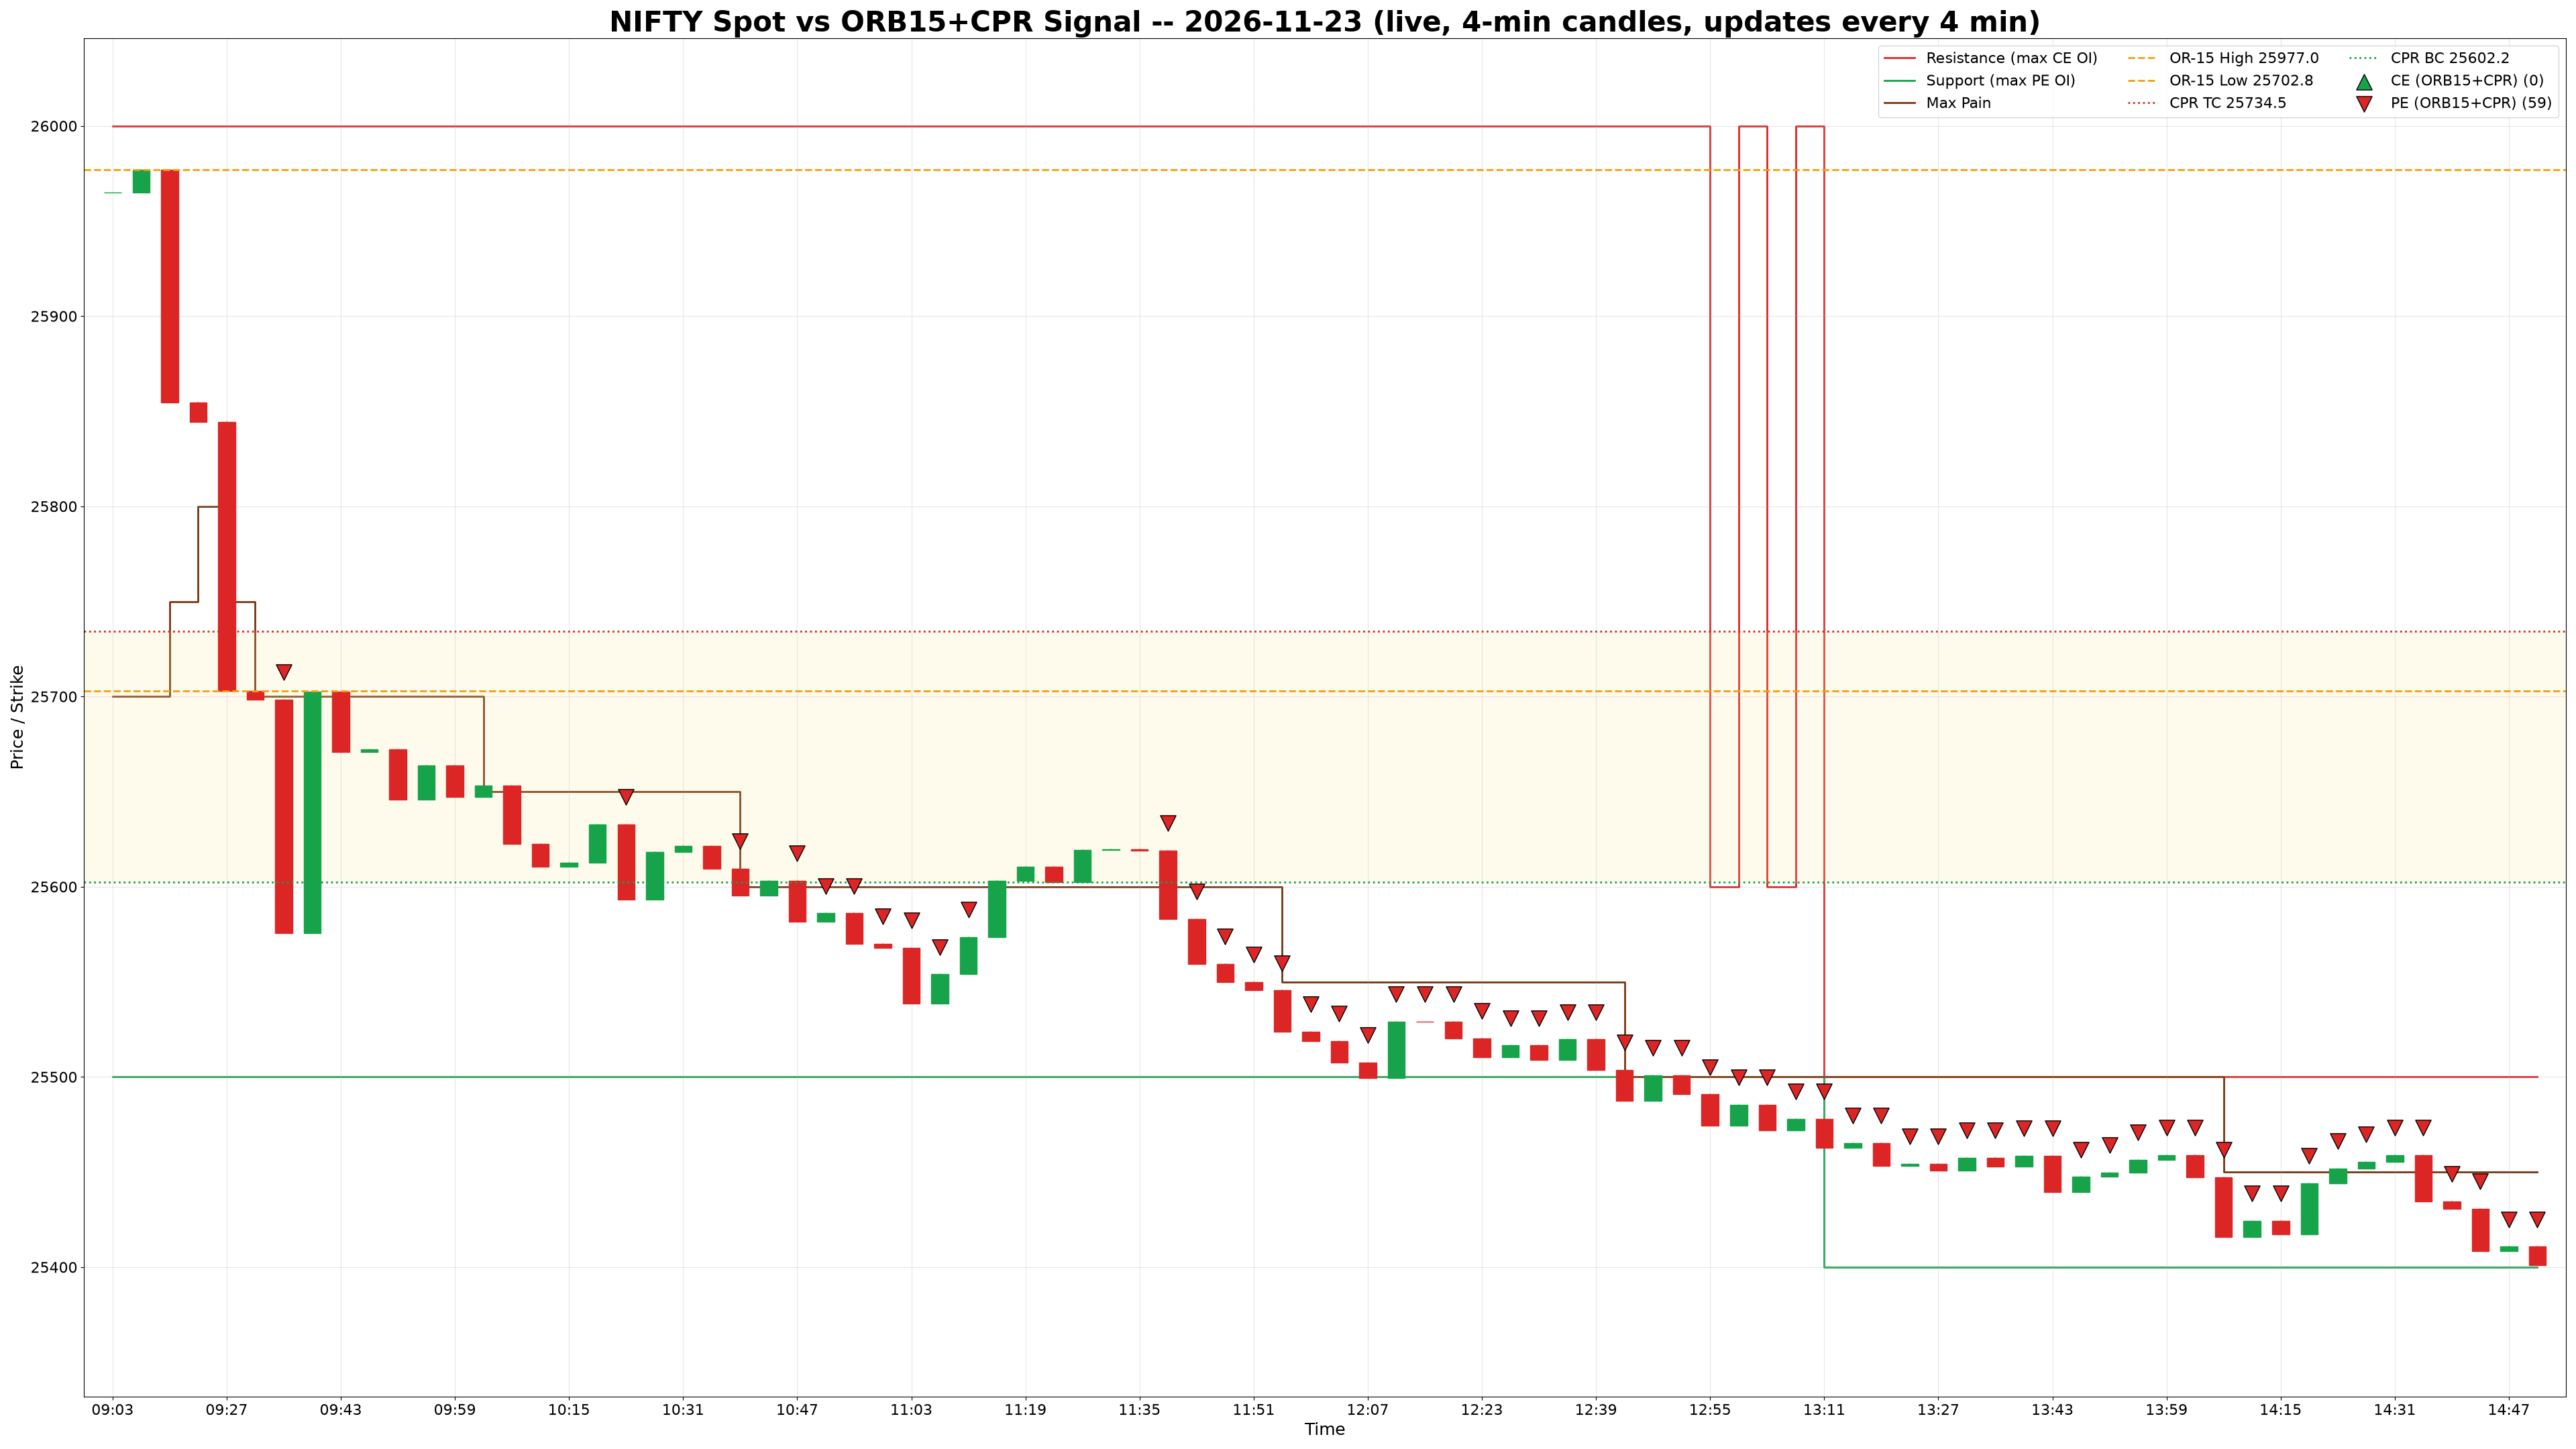 NIFTY Spot vs ORB15+CPR Signal -- 2026-11-23 (live, 4-min candles, updates every 4 min)
Resistance (max CE OI)
Support (max PE OI)
Max Pain
OR-15 High 25977.0
OR-15 Low 25702.8
CPR TC 25734.5
CPR BC 25602.2
CE (ORB15+CPR) (0)
PE (ORB15+CPR) (59)
Price / Strike
26000
25900
25800
25700
25600
25500
25400
09:03 09:27 09:43 09:59 10:15 10:31 10:47 11:03 11:19 11:35 11:51 12:07 12:23 12:39 12:55 13:11 13:27 13:43 13:59 14:15 14:31 14:47
Time